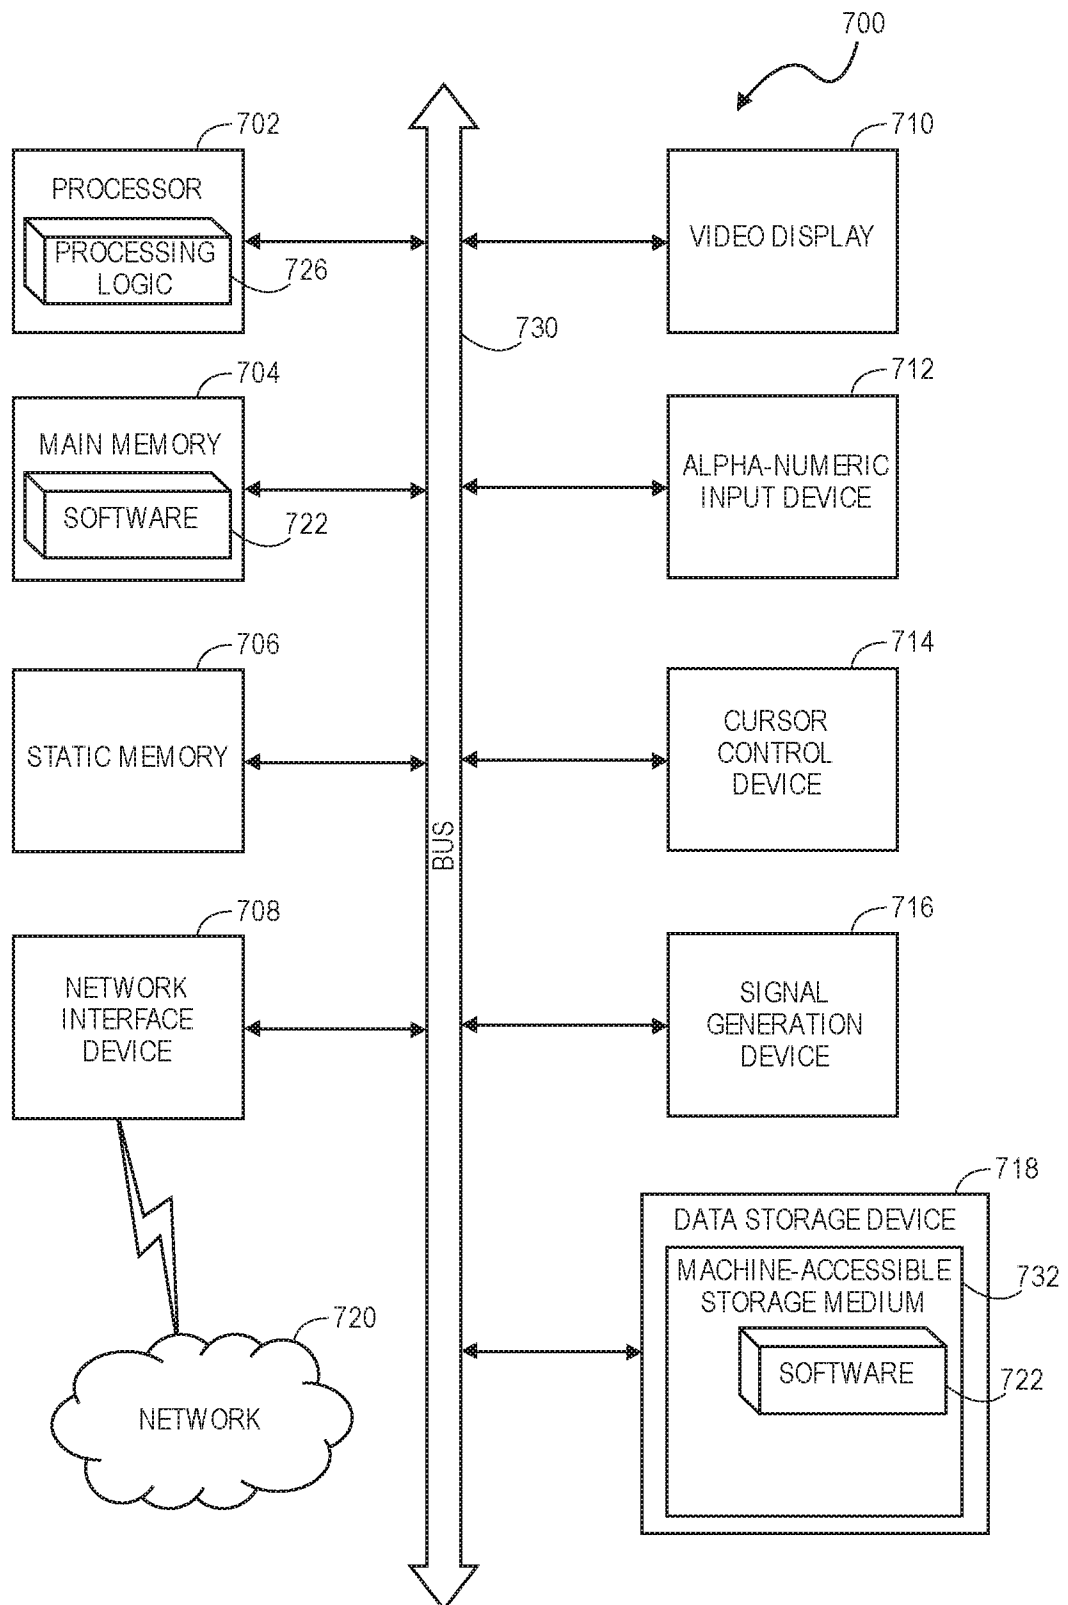 700
702
PROCESSOR
PROCESSING
LOGIC
726
710
VIDEO DISPLAY
730
704
MAIN MEMORY
SOFTWARE
722
712
ALPHA-NUMERIC
INPUT DEVICE
706
STATIC MEMORY
714
CURSOR
CONTROL
DEVICE
BUS
708
NETWORK
INTERFACE
DEVICE
716
SIGNAL
GENERATION
DEVICE
718
DATA STORAGE DEVICE
MACHINE-ACCESSIBLE
STORAGE MEDIUM
732
SOFTWARE
722
720
NETWORK